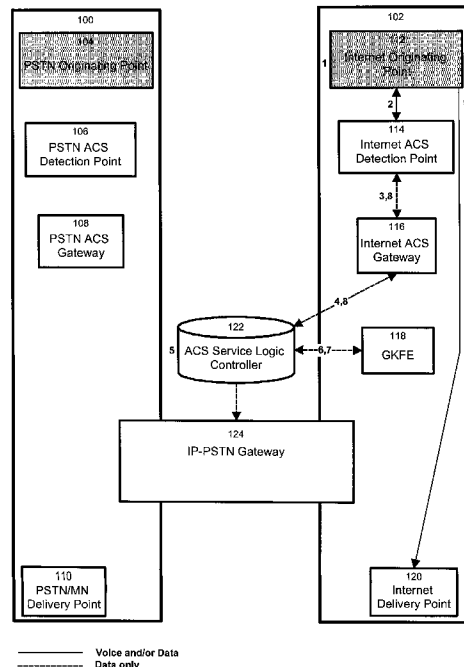 100
104
PSTN Originating Point
106
PSTN ACS
Detection Point
108
PSTN ACS
Gateway
102
112
Internet Originating
Point
1
2
114
Internet ACS
Detection Point
3,8
116
Internet ACS
Gateway
4,8
122
ACS Service Logic
Controller
5
6,7
118
GKFE
124
IP-PSTN Gateway
110
PSTN/MN
Delivery Point
120
Internet
Delivery Point
Voice and/or Data
Data only